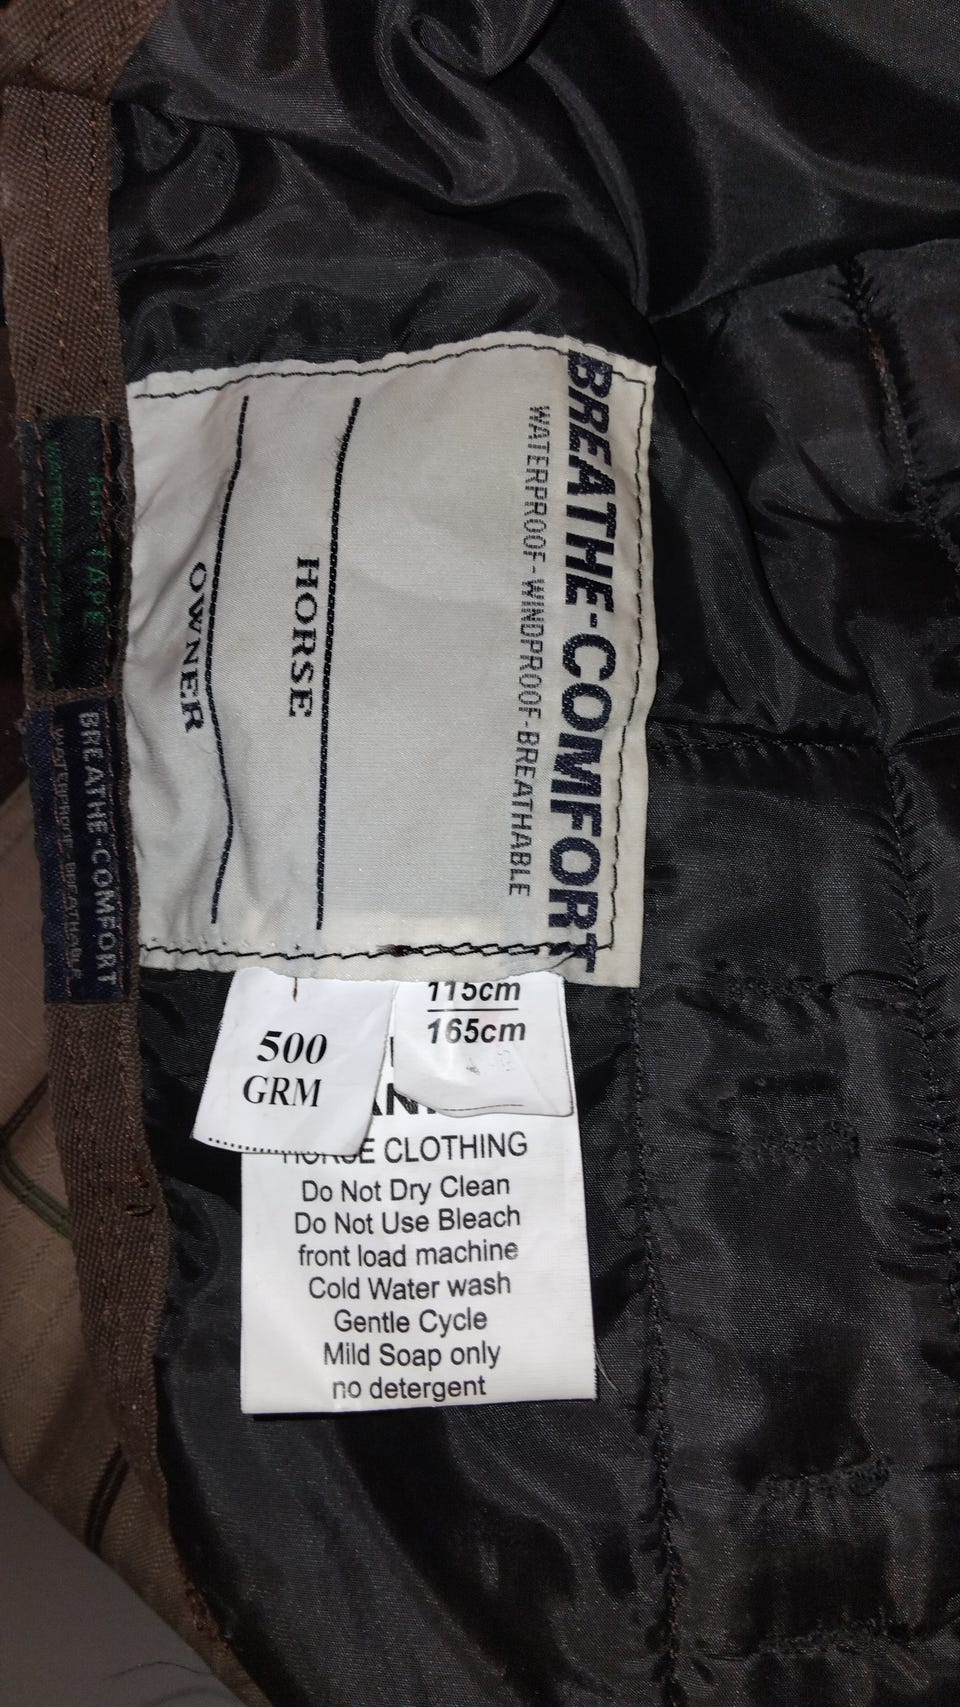 BREATHE-COMFORT
WATERPROOF-WINDPROOF-BREATHABLE
HORSE
OWNER
TAPE
BREATHE-COMFORT
115cm
165cm
500
GRM
HORSE CLOTHING
Do Not Dry Clean
Do Not Use Bleach
front load machine
Cold Water wash
Gentle Cycle
Mild Soap only
no detergent